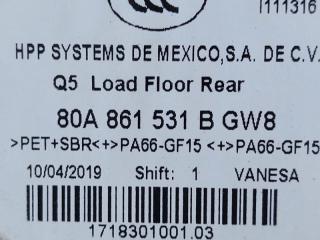 I111316
HPP SYSTEMS DE MEXICO,S.A. DE C.V.
Q5 Load Floor Rear
80A 861 531 B GW8
>PET+SBR<+>PA66-GF15 <+>PA66-GF15
10/04/2019 Shift: 1 VANESA
1718301001.03